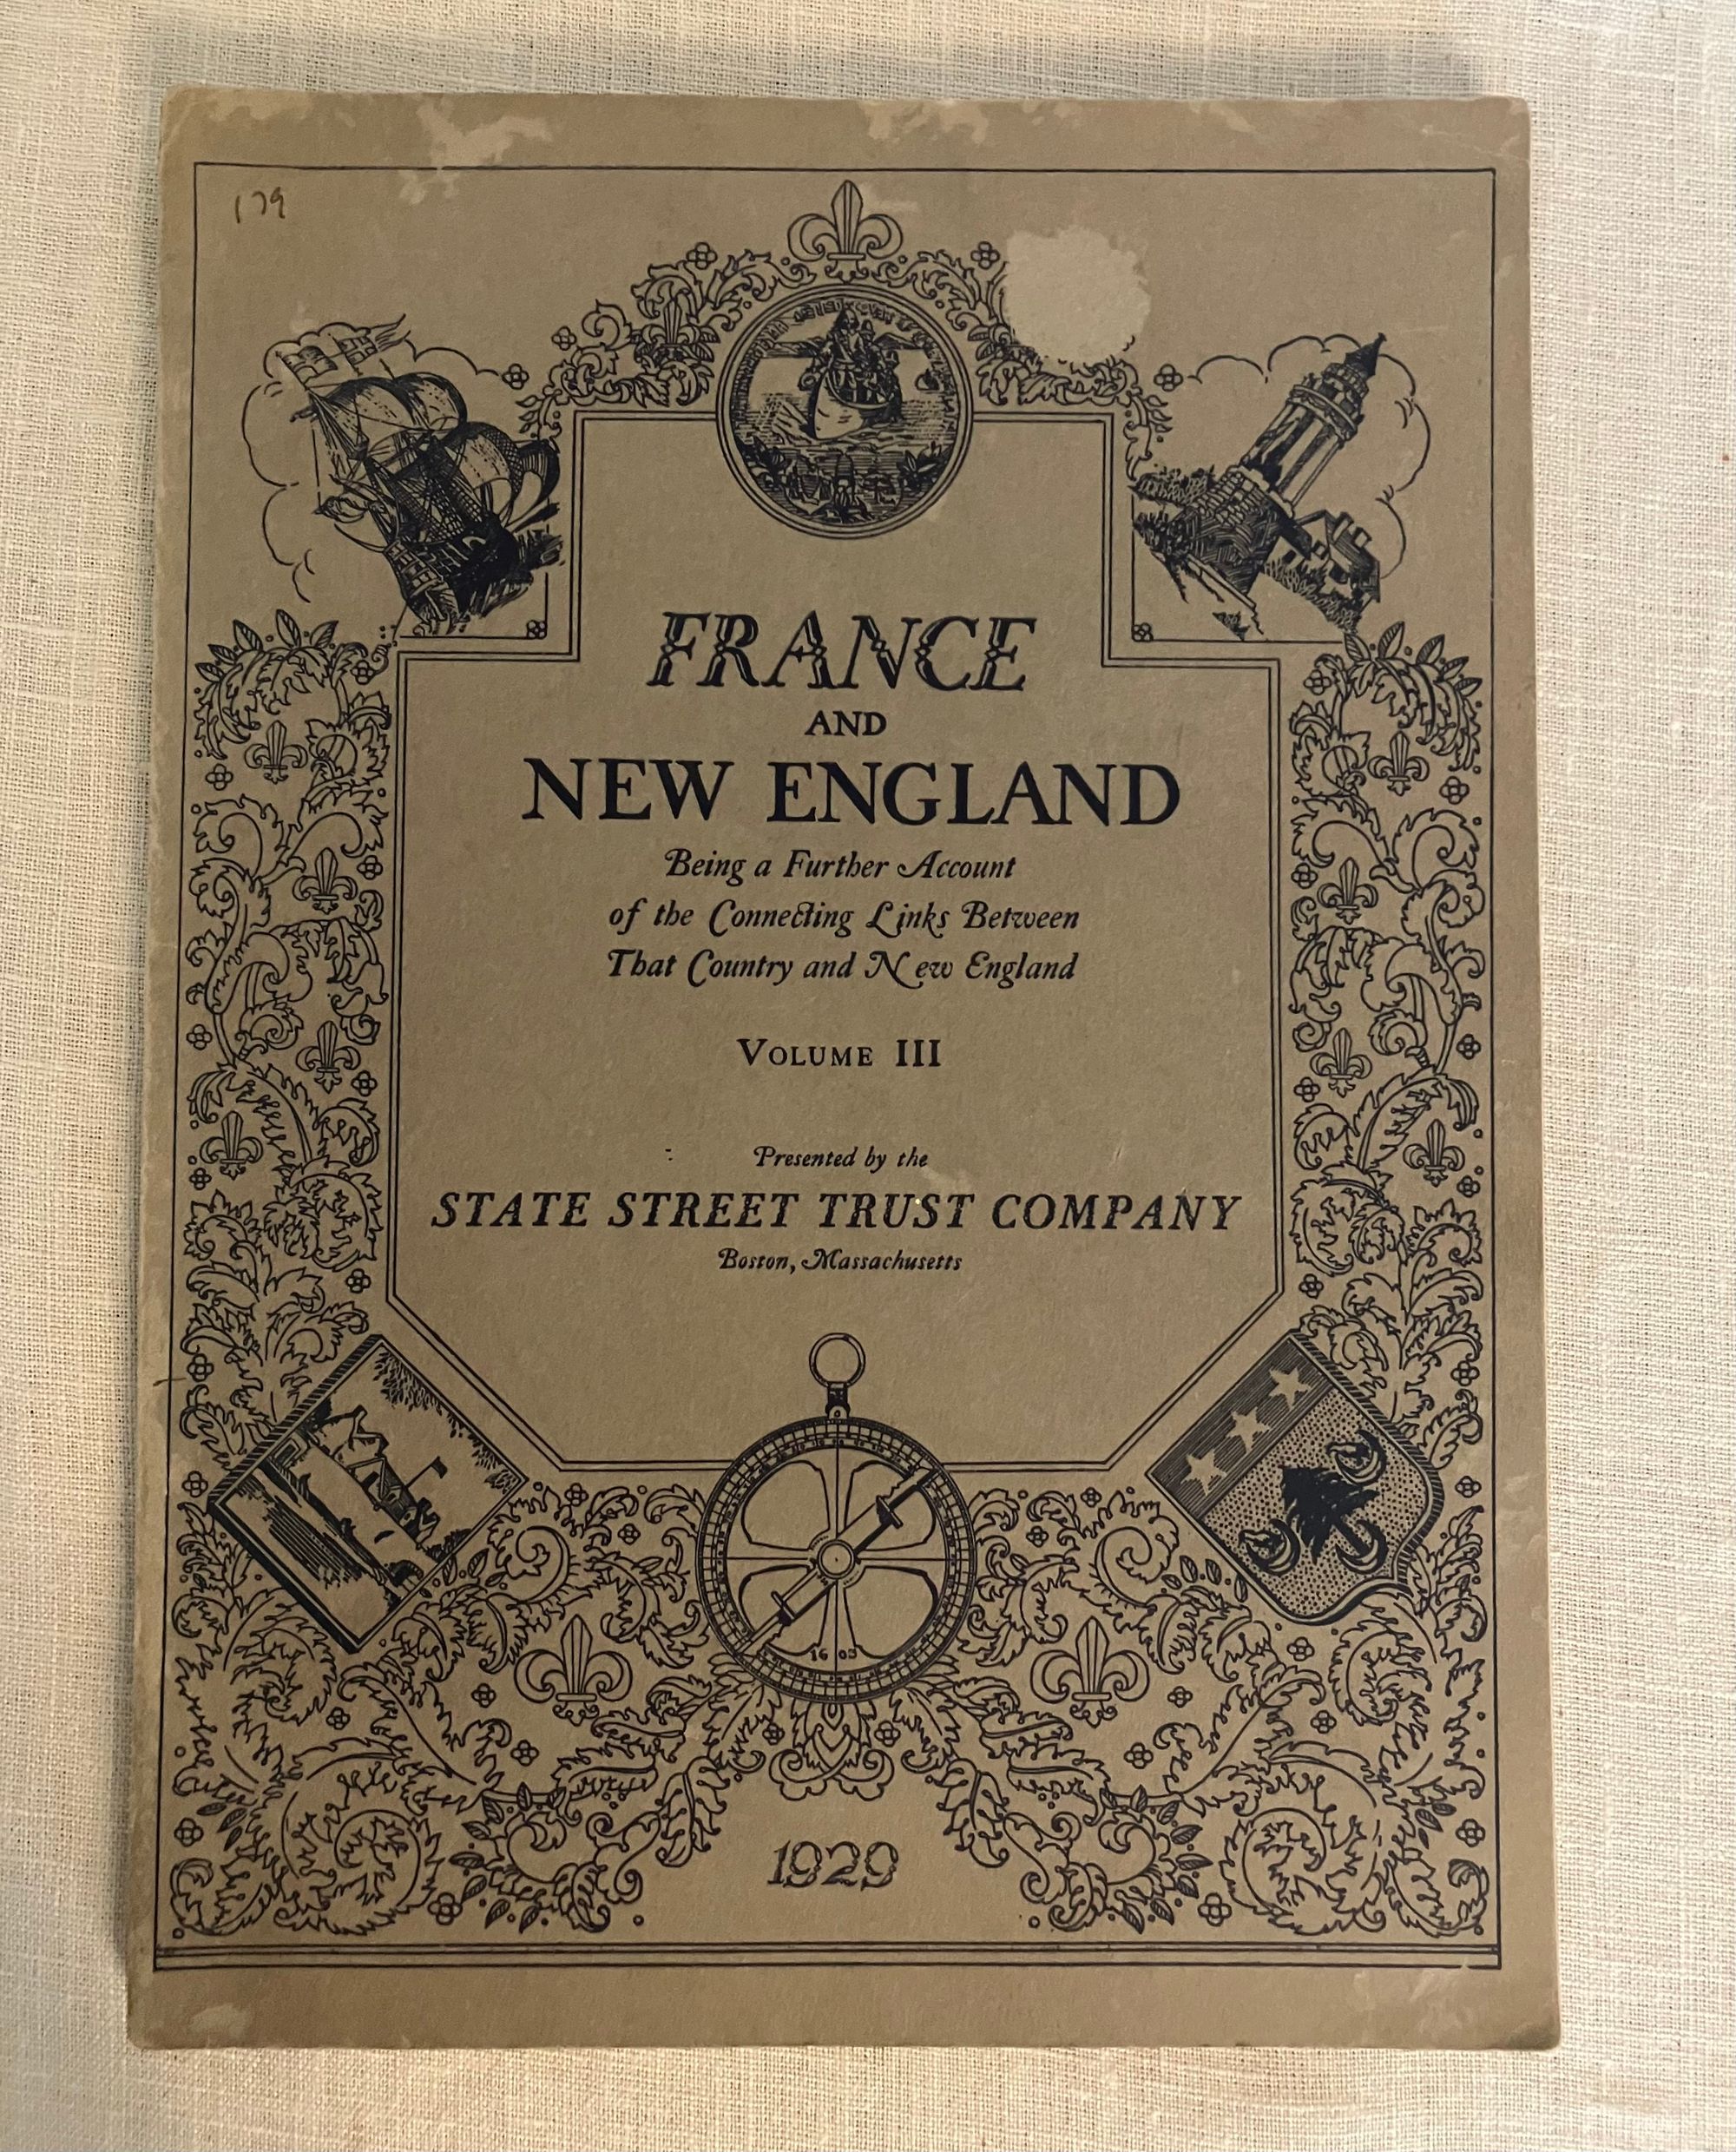 179
FRANCE
AND
NEW ENGLAND
Being a Further Account
of the Connecting Links Between
That Country and New England
VOLUME III
Presented by the
STATE STREET TRUST COMPANY
Boston, Massachusetts
1603
1929